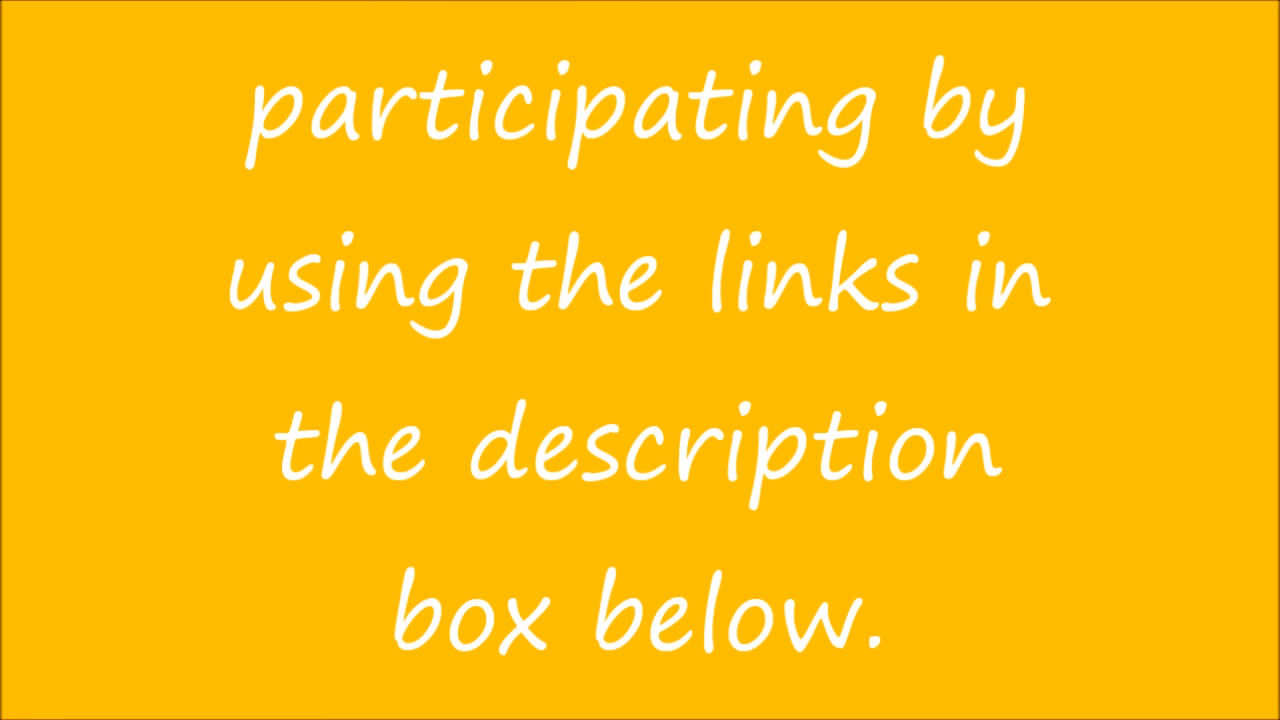 participating by
using the links in
the description
box below.